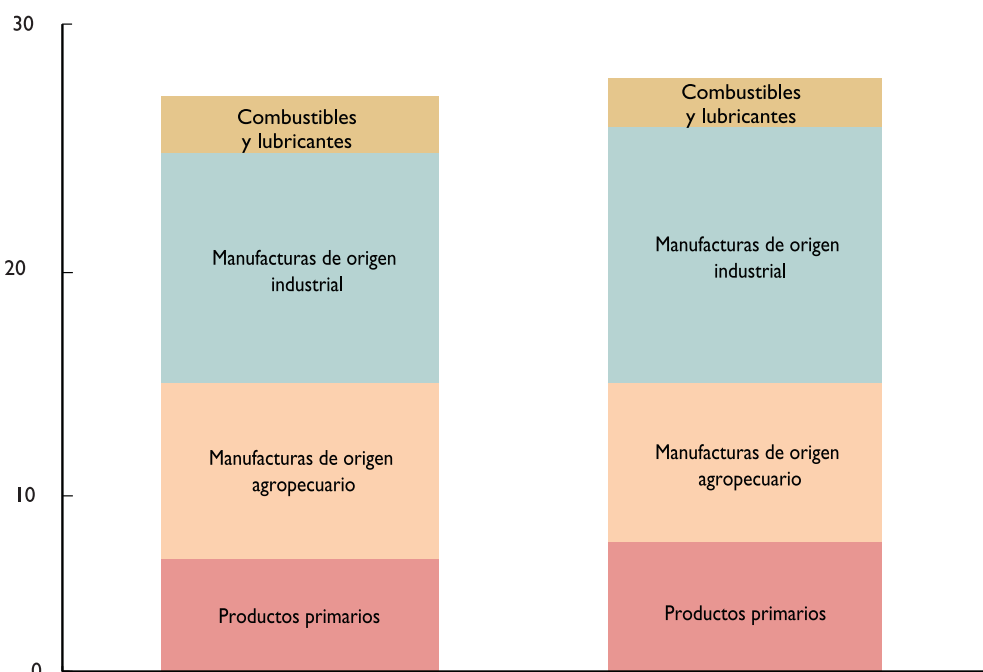 30
20
10
0
Combustibles
y lubricantes
Manufacturas de origen
industrial
Manufacturas de origen
agropecuario
Productos primarios
Combustibles
y lubricantes
Manufacturas de origen
industrial
Manufacturas de origen
agropecuario
Productos primarios